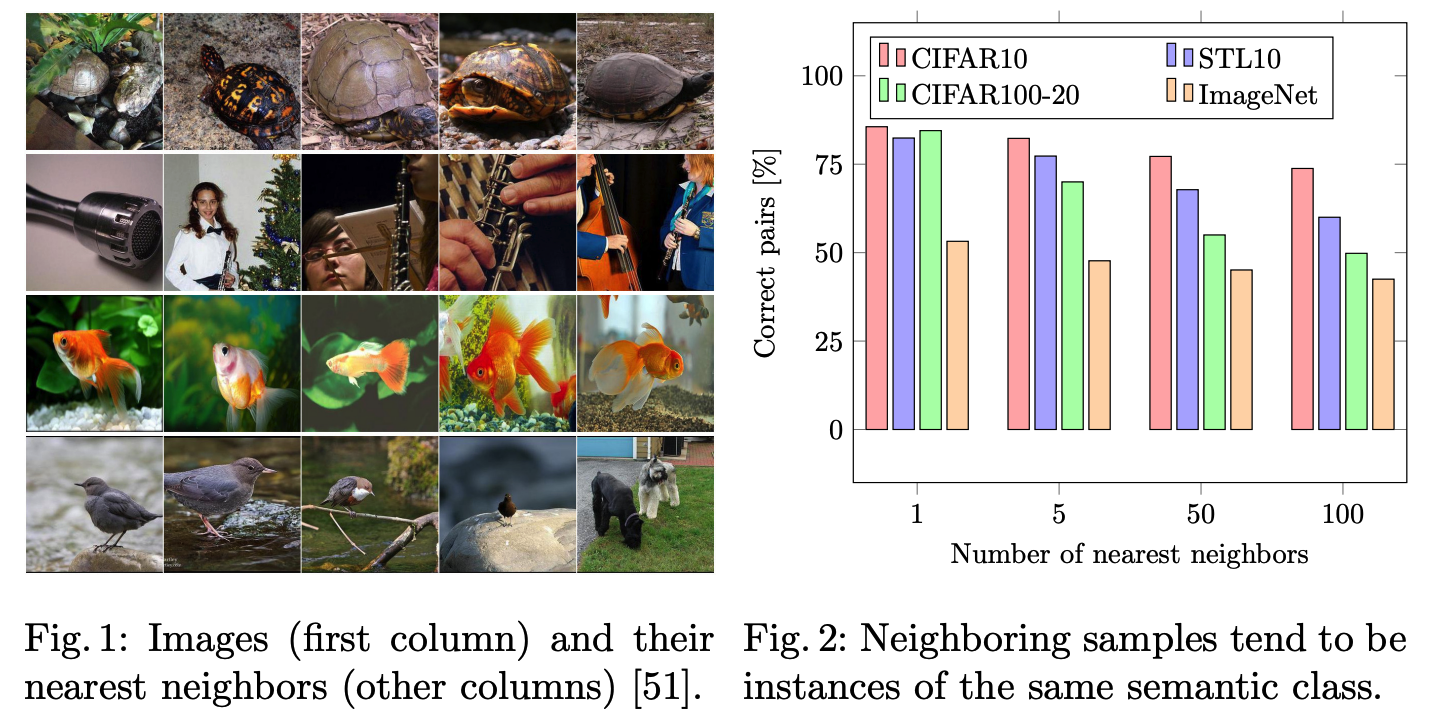 CIFAR10
STL10
CIFAR100-20
ImageNet
100
75
50
25
0
Correct pairs [%]
1
5
50
100
Number of nearest neighbors
Fig. 1: Images (first column) and their
nearest neighbors (other columns) [51].
Fig. 2: Neighboring samples tend to be
instances of the same semantic class.